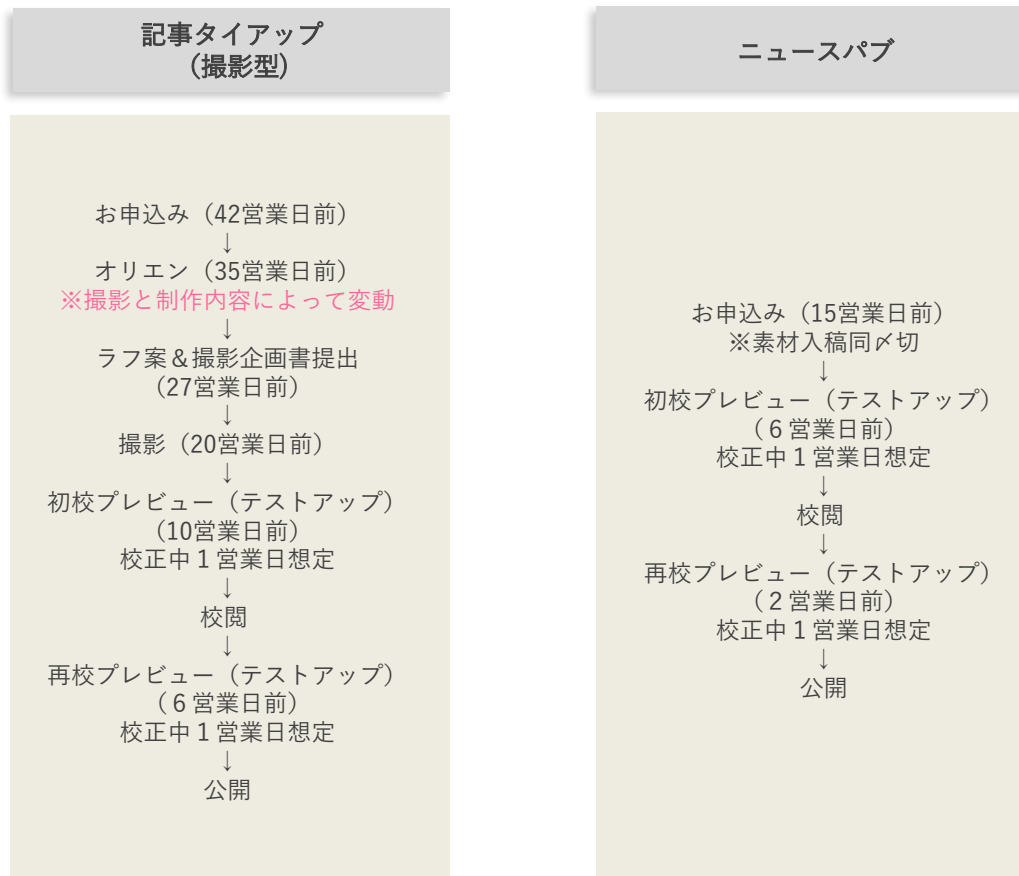 記事タイアップ
(撮影型)
お申込み（42営業日前）
↓
オリエン（35営業日前）
※撮影と制作内容によって変動
↓
ラフ案＆撮影企画書提出
（27営業日前）
↓
撮影（20営業日前）
↓
初校プレビュー（テストアップ）
（10営業日前）
校正中１営業日想定
↓
校閲
↓
再校プレビュー（テストアップ）
（６営業日前）
校正中１営業日想定
↓
公開
ニュースパブ
お申込み（15営業日前）
※素材入稿同〆切
↓
初校プレビュー（テストアップ）
（６営業日前）
校正中１営業日想定
↓
校閲
↓
再校プレビュー（テストアップ）
（２営業日前）
校正中１営業日想定
↓
公開